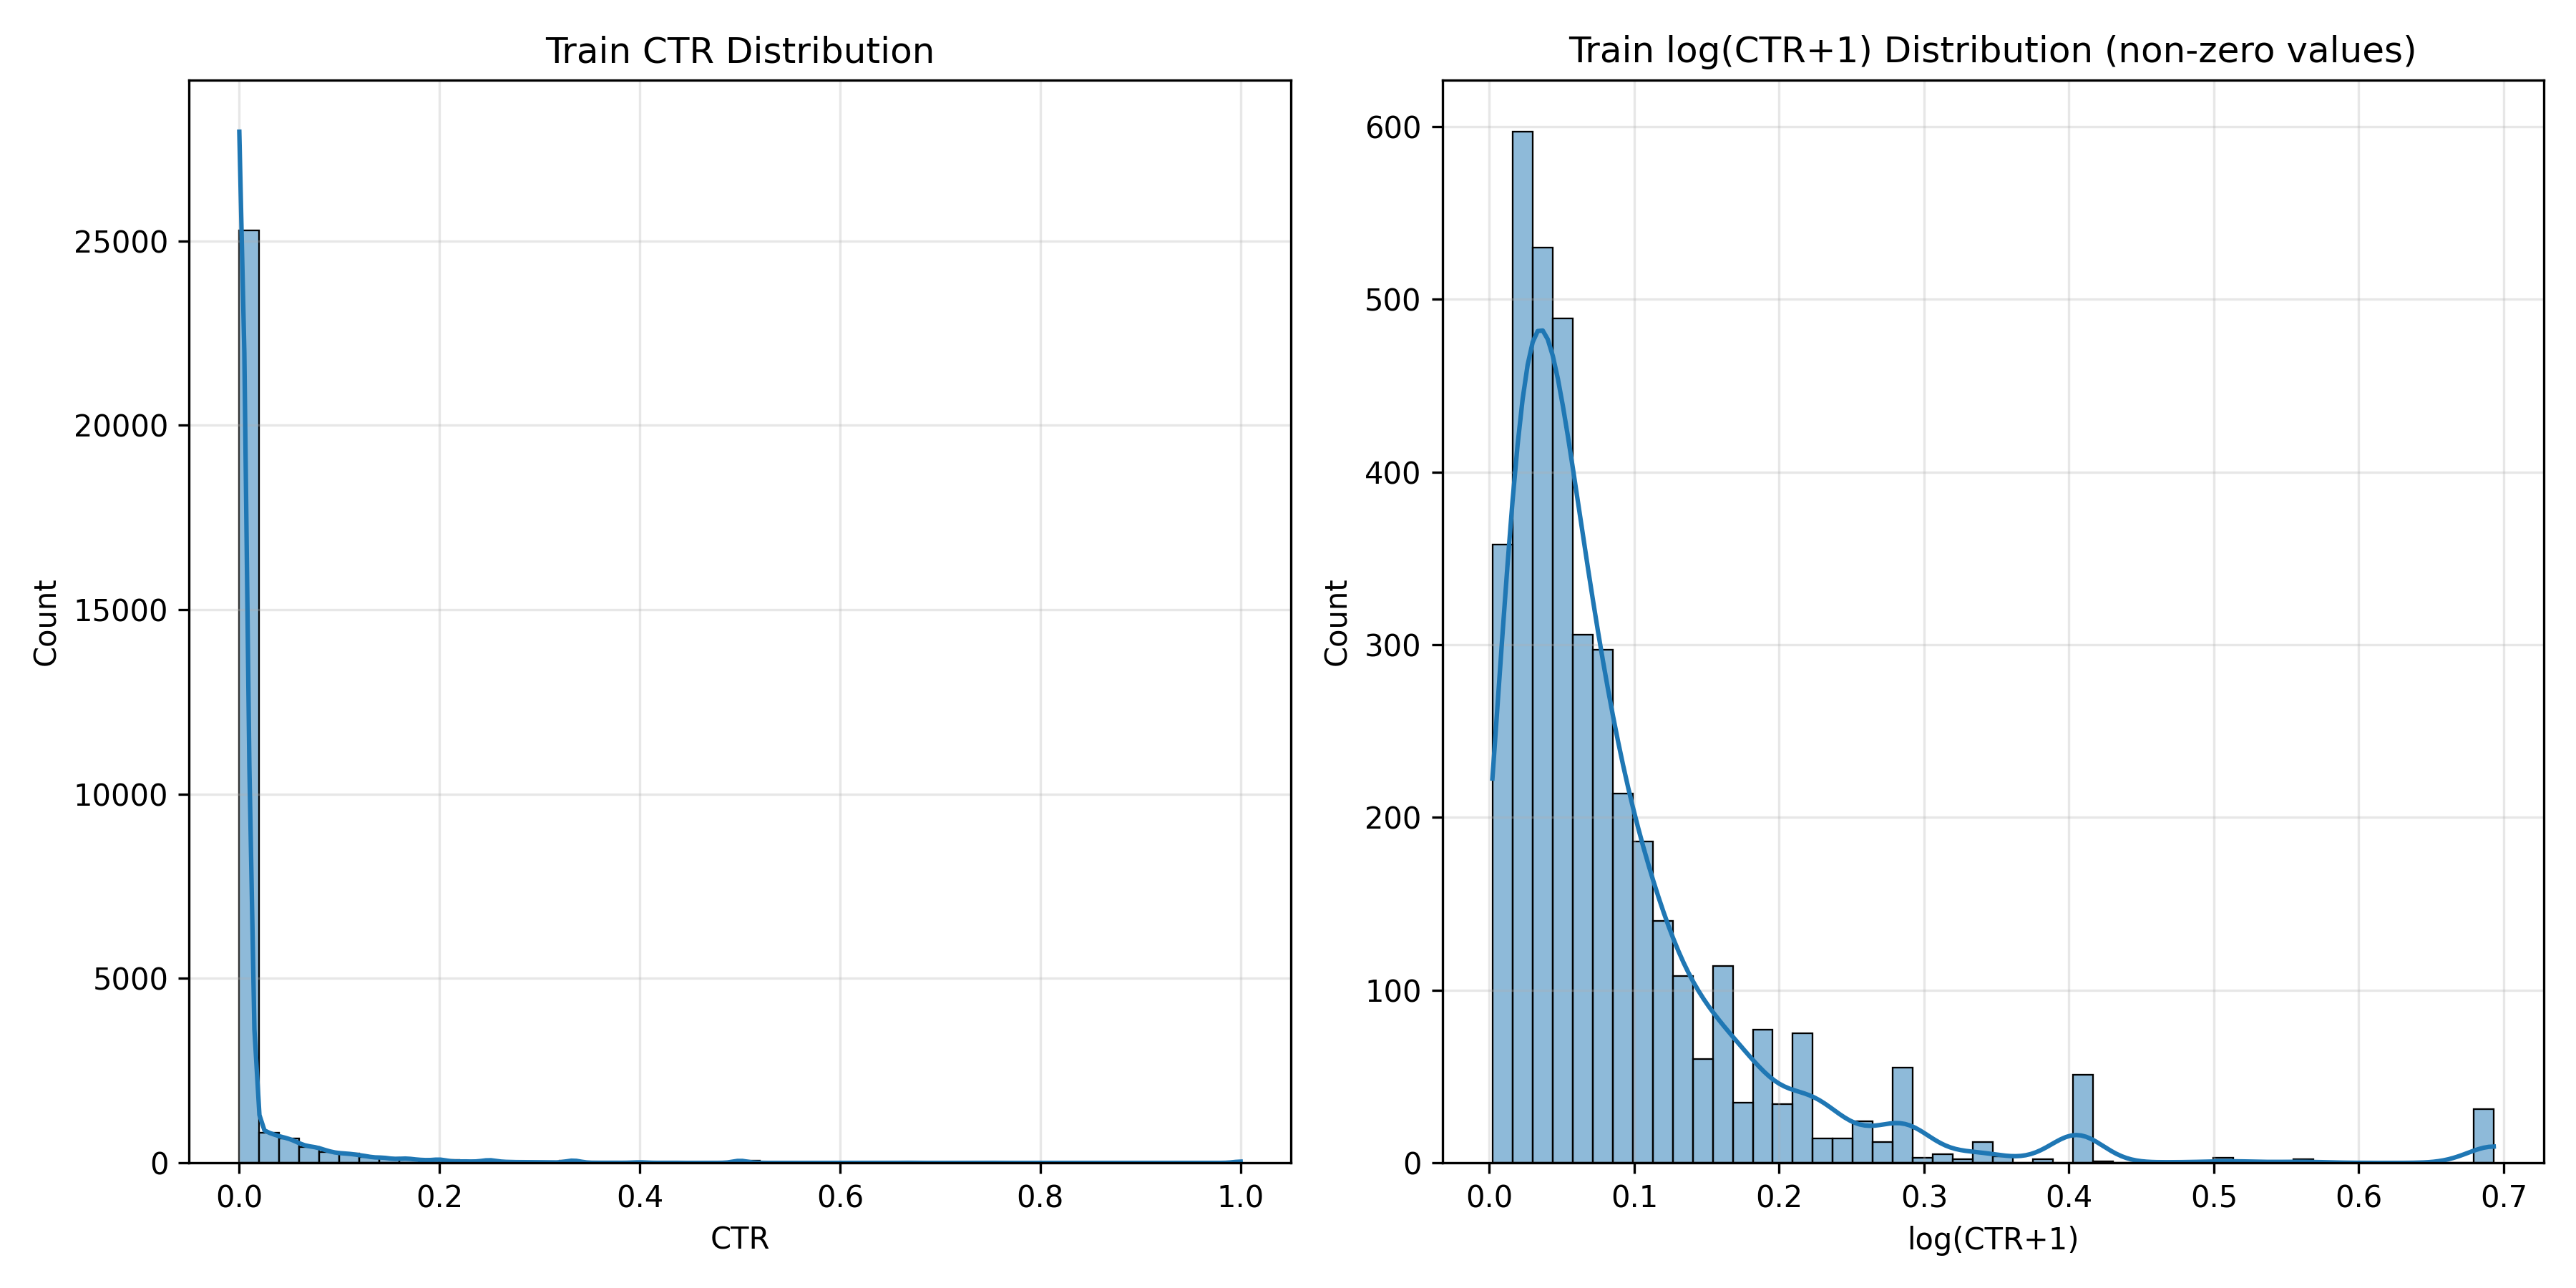 Train CTR Distribution
Count
25000
20000
15000
10000
5000
0
0.0 0.2 0.4 0.6 0.8 1.0
CTR
Train log(CTR+1) Distribution (non-zero values)
Count
600
500
400
300
200
100
0
0.0 0.1 0.2 0.3 0.4 0.5 0.6 0.7
log(CTR+1)